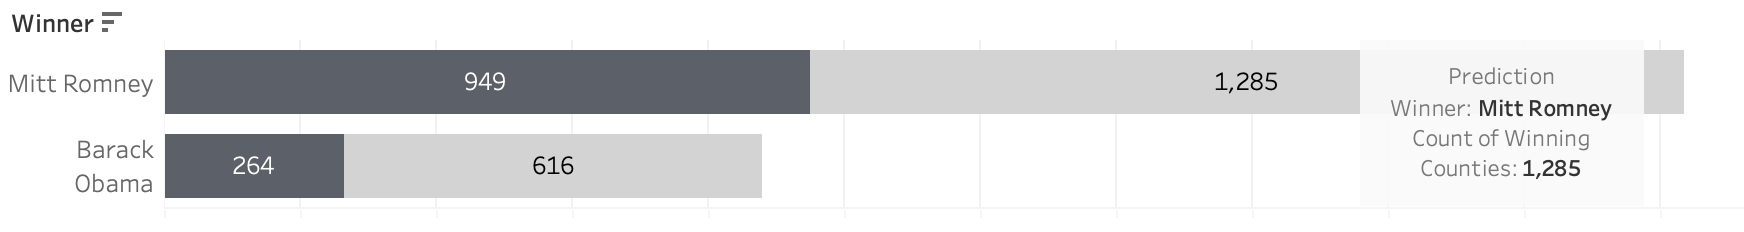 Winner
Mitt Romney
949
1,285
Barack
Obama
264
616
Prediction
Winner: Mitt Romney
Count of Winning
Counties: 1,285